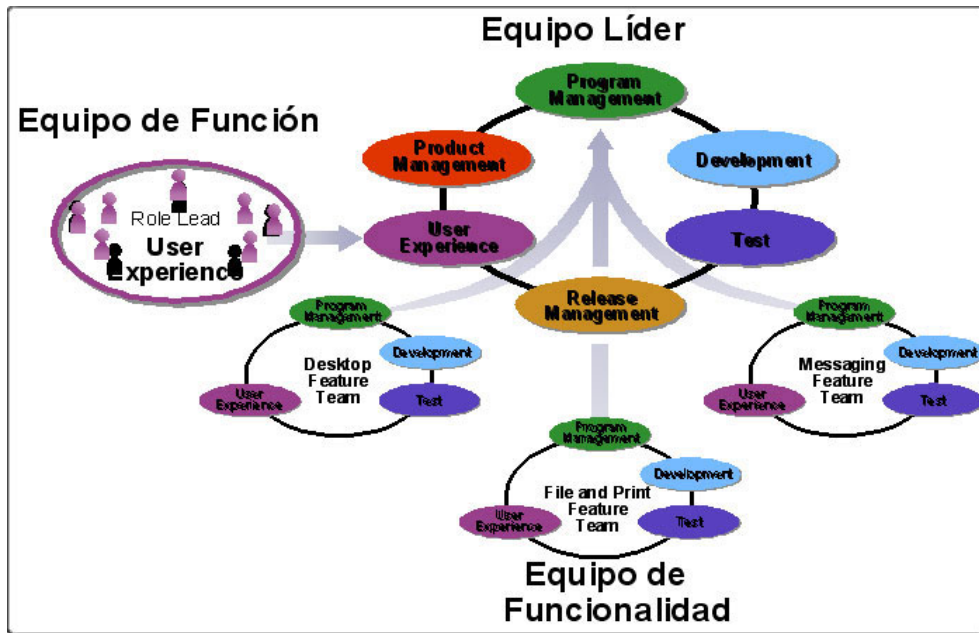 Equipo Líder
Program
Management
Equipo de Función
Product
Management
Development
Role Lead
User
Experience
User
Experience
Test
Release
Management
Program
Management
Development
Desktop
Feature
Team
User
Experience
Test
Program
Management
Development
Messaging
Feature
Team
User
Experience
Test
Program
Management
Development
File and Print
Feature
Team
User
Experience
Test
Equipo de
Funcionalidad